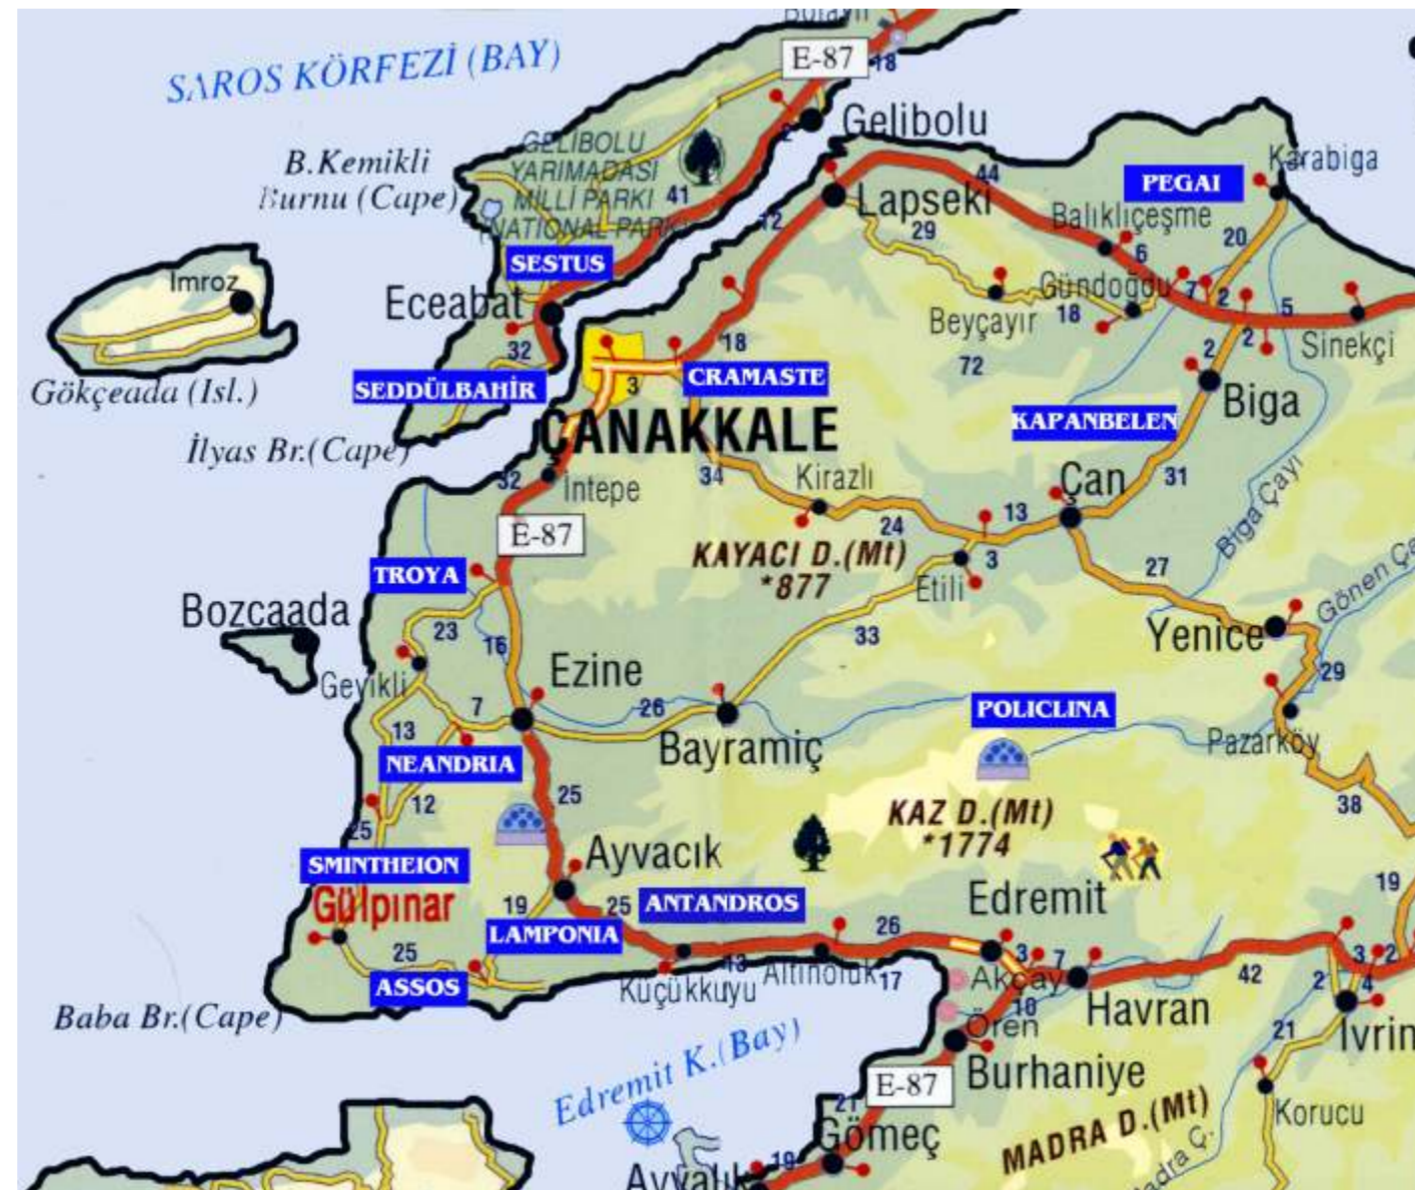 Bolayır
E-87
18
SAROS KÖRFEZİ (BAY)
2
Gelibolu
GELİBOLU
YARIMADASI
MİLLİ PARKI
(NATIONAL PARK)
41
B.Kemikli
Burnu (Cape)
Karabiga
PEGAI
44
Lapseki
12
29
Balıklıçeşme
6
20
SESTUS
Imroz
Eceabat
Gündoğdu
7
2
5
Beyçayır
18
2
Sinekçi
32
18
72
2
Gökçeada (Isl.)
SEDDÜLBAHİR
3
CRAMASTE
Biga
KAPANBELEN
ÇANAKKALE
İlyas Br.(Cape)
32
Intepe
34
Kirazlı
Çan
31
24
13
Biga Çayı
E-87
KAYACI D.(Mt)
*877
3
Etili
27
Gönen Çe
TROYA
Bozcaada
23
16
33
Yenice
29
Geyikli
Ezine
7
26
POLICLINA
13
Bayramiç
Pazarköy
NEANDRIA
12
25
38
25
KAZ D.(Mt)
*1774
SMINTHEION
Ayvacık
Gülpınar
19
25
ANTANDROS
Edremit
19
LAMPONIA
26
3
7
3
2
25
13
Altınoluk
17
Akçay
42
2
4
ASSOS
Küçükkuyu
10
Havran
Baba Br.(Cape)
Ören
21
Ivrin
Edremit K.(Bay)
E-87
Burhaniye
21
Korucu
Gömeç
MADRA D.(Mt)
Madra Ç.
19
Ayvalık